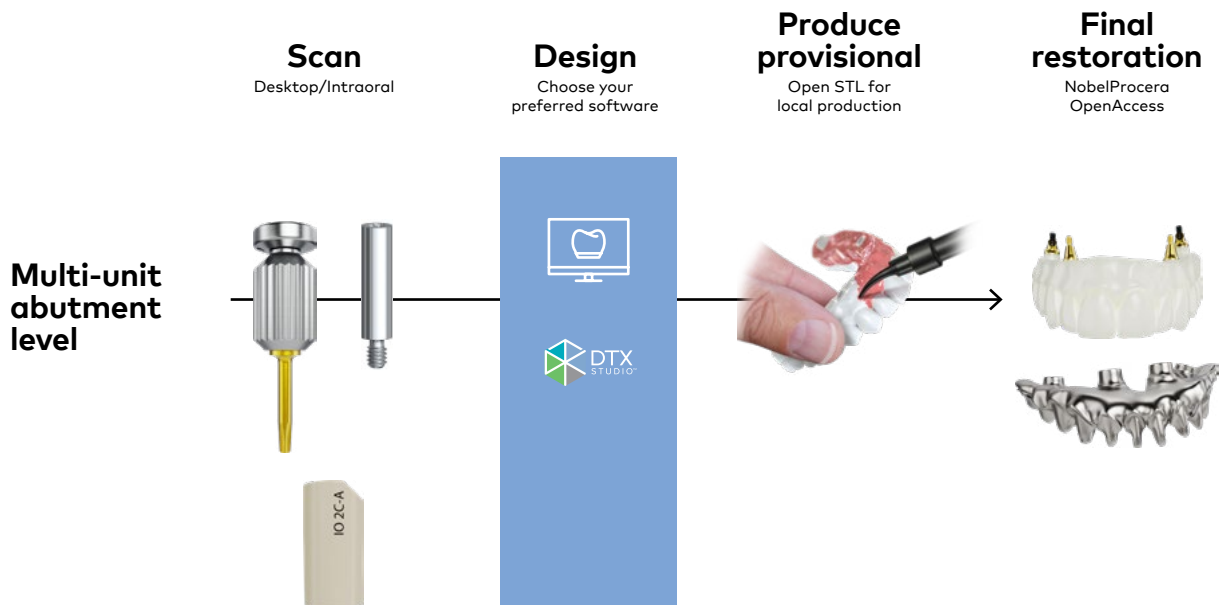 Scan
Desktop/Intraoral
Design
Choose your
preferred software
Produce
provisional
Open STL for
local production
Final
restoration
NobelProcera
OpenAccess
Multi-unit
abutment
level
DTX
STUDIO™
IO 2C-A